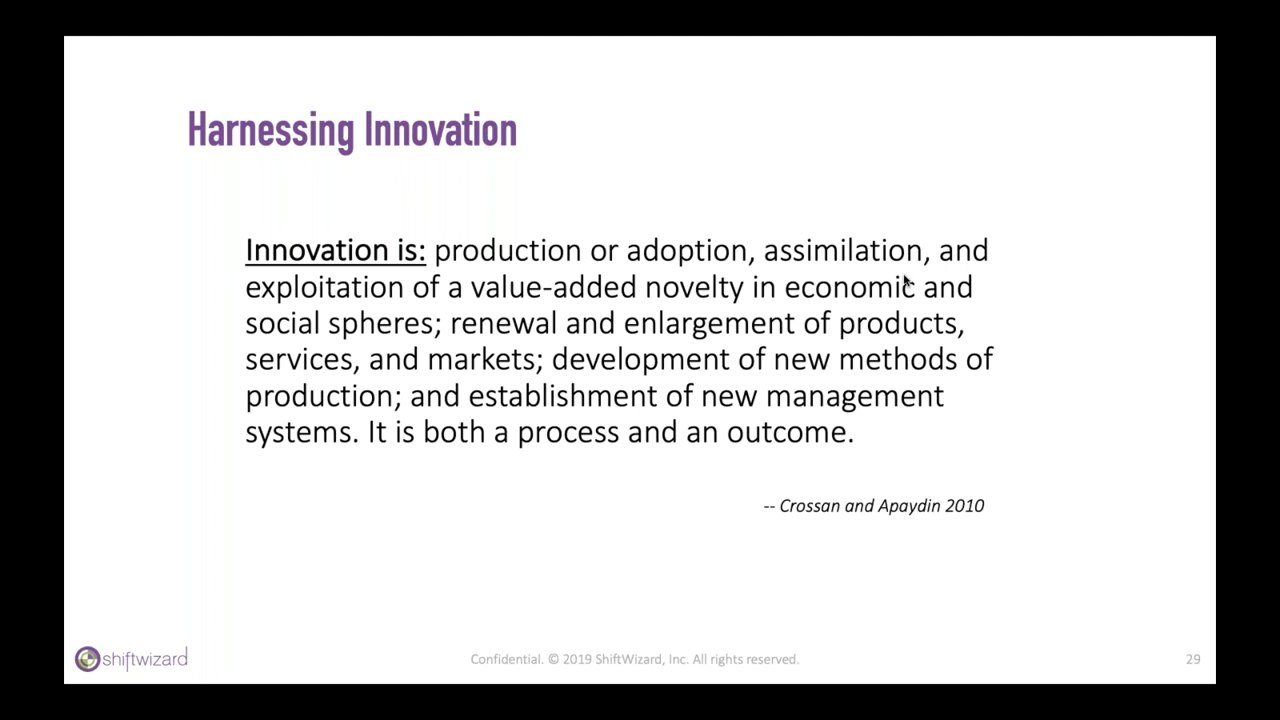 Harnessing Innovation
Innovation is: production or adoption, assimilation, and
exploitation of a value-added novelty in economic and
social spheres; renewal and enlargement of products,
services, and markets; development of new methods of
production; and establishment of new management
systems. It is both a process and an outcome.
-- Crossan and Apaydin 2010
shiftwizard
Confidential. © 2019 ShiftWizard, Inc. All rights reserved.
29